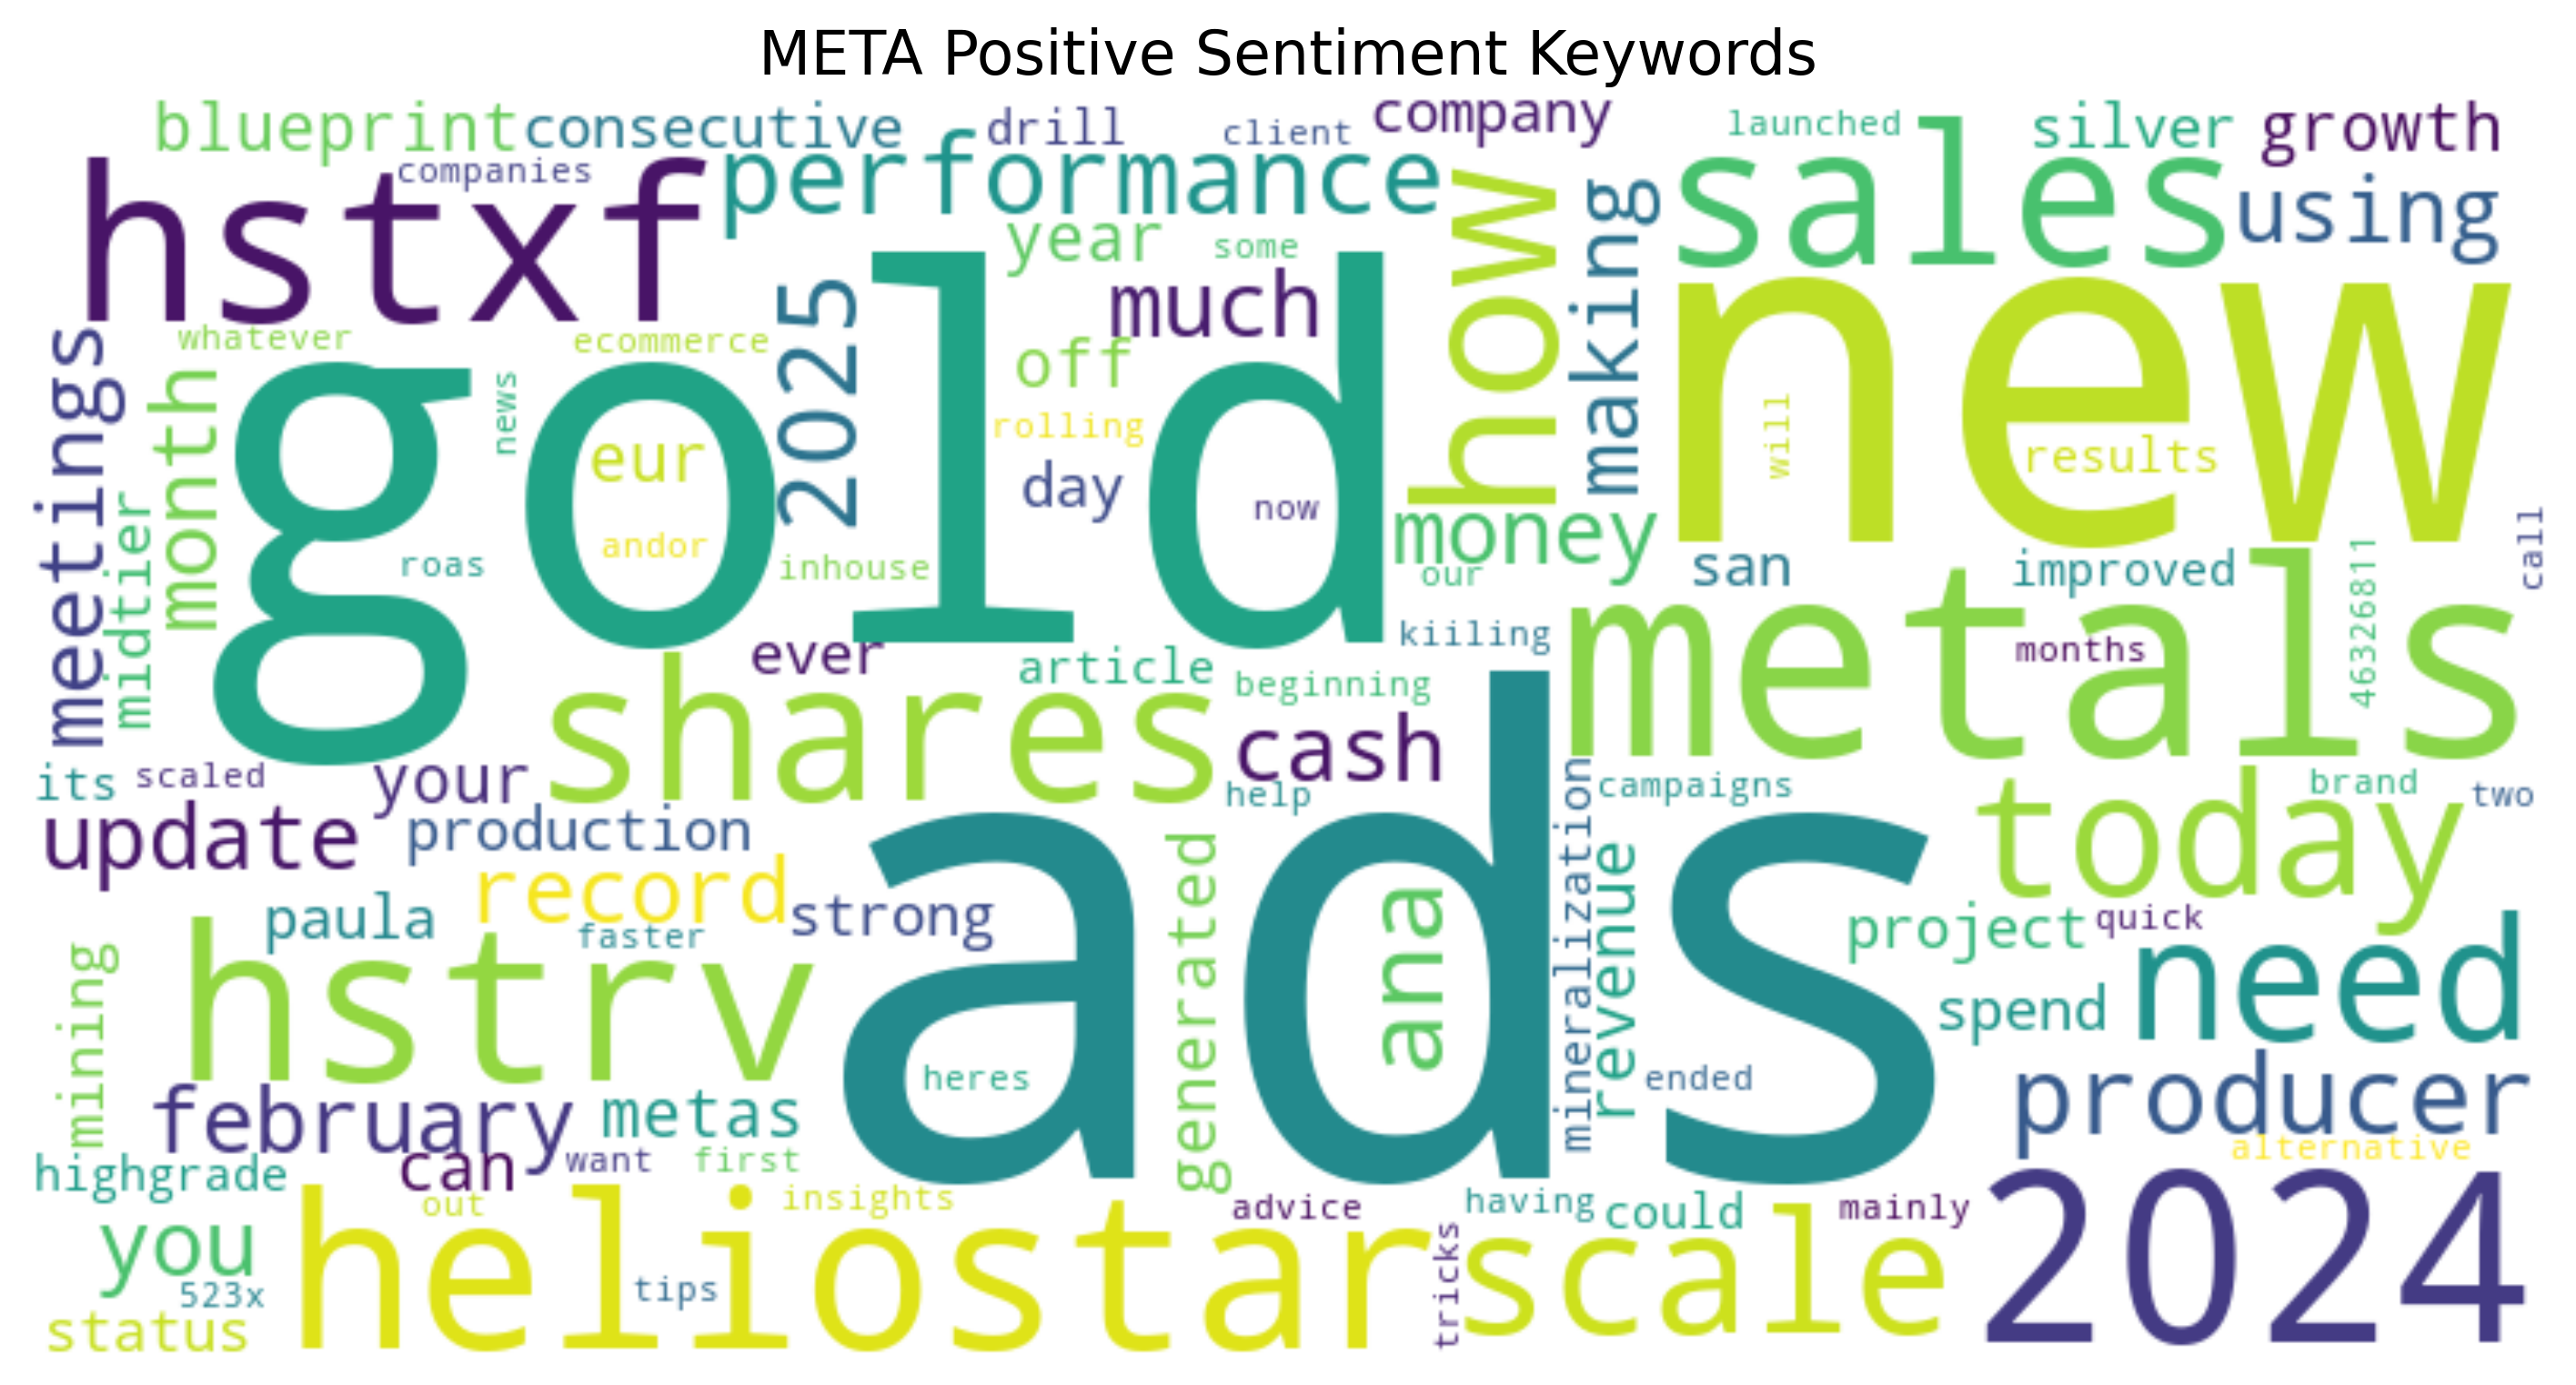 META Positive Sentiment Keywords
blueprint
consecutive
drill
client
company
launched
silver
growth
companies
hstxf
performance
how
making
sales
using
year
some
much
2025
new
whatever
ecommerce
off
meetings
month
gold
news
eur
rolling
day
now
will
results
andor
midtier
roas
inhouse
money
our
san
improved
46326811
call
kiiling
metals
months
ever
article
beginning
shares
cash
its
scaled
your
help
campaigns
brand
two
today
update
production
record
strong
ads
generated
ana
mineralization
revenue
project
quick
need
paula
faster
hstrv
mining
spend
heres
ended
producer
february
metas
can
want
first
highgrade
alternative
out
insights
advice
having
could
mainly
2024
you
heliostar
tricks
scale
523x
tips
status